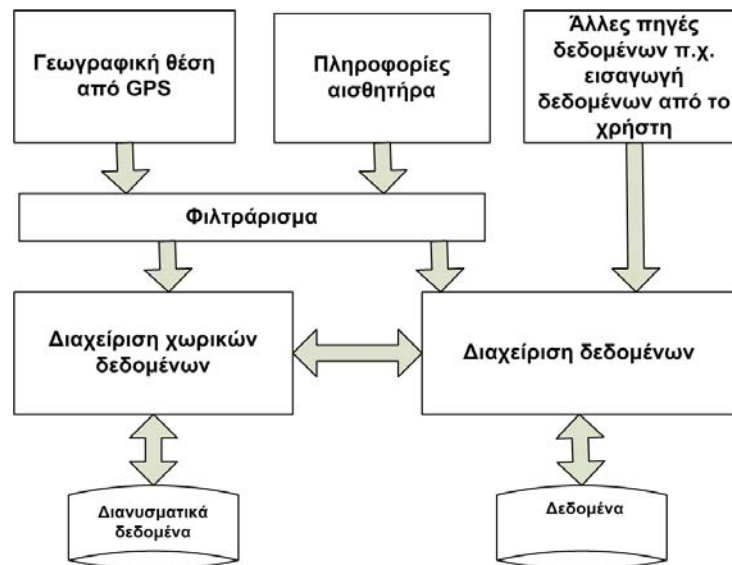 Γεωγραφική θέση
από GPS
Πληροφορίες
αισθητήρα
Άλλες πηγές
δεδομένων π.χ.
εισαγωγή
δεδομένων από το
χρήστη
Φιλτράρισμα
Διαχείριση χωρικών
δεδομένων
Διαχείριση δεδομένων
Διανυσματικά
δεδομένα
Δεδομένα